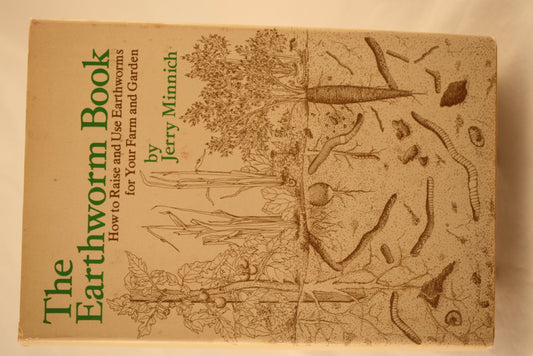 The
Earthworm Book
How to Raise and Use Earthworms
for Your Farm and Garden
by
Jerry Minnich